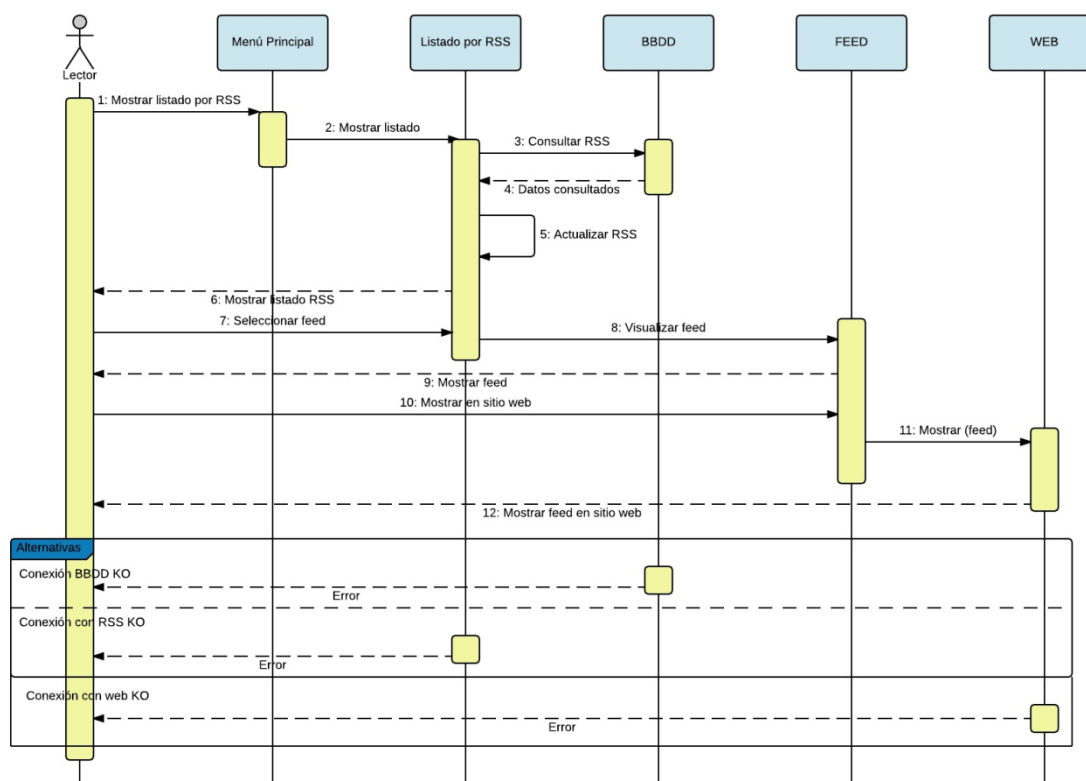 Menú Principal
Listado por RSS
BBDD
FEED
WEB
Lector
1: Mostrar listado por RSS
2: Mostrar listado
3: Consultar RSS
4: Datos consultados
5: Actualizar RSS
6: Mostrar listado RSS
7: Seleccionar feed
8: Visualizar feed
9: Mostrar feed
10: Mostrar en sitio web
11: Mostrar (feed)
12: Mostrar feed en sitio web
Alternativas
Conexión BBDD KO
Error
Conexión con RSS KO
Error
Conexión con web KO
Error